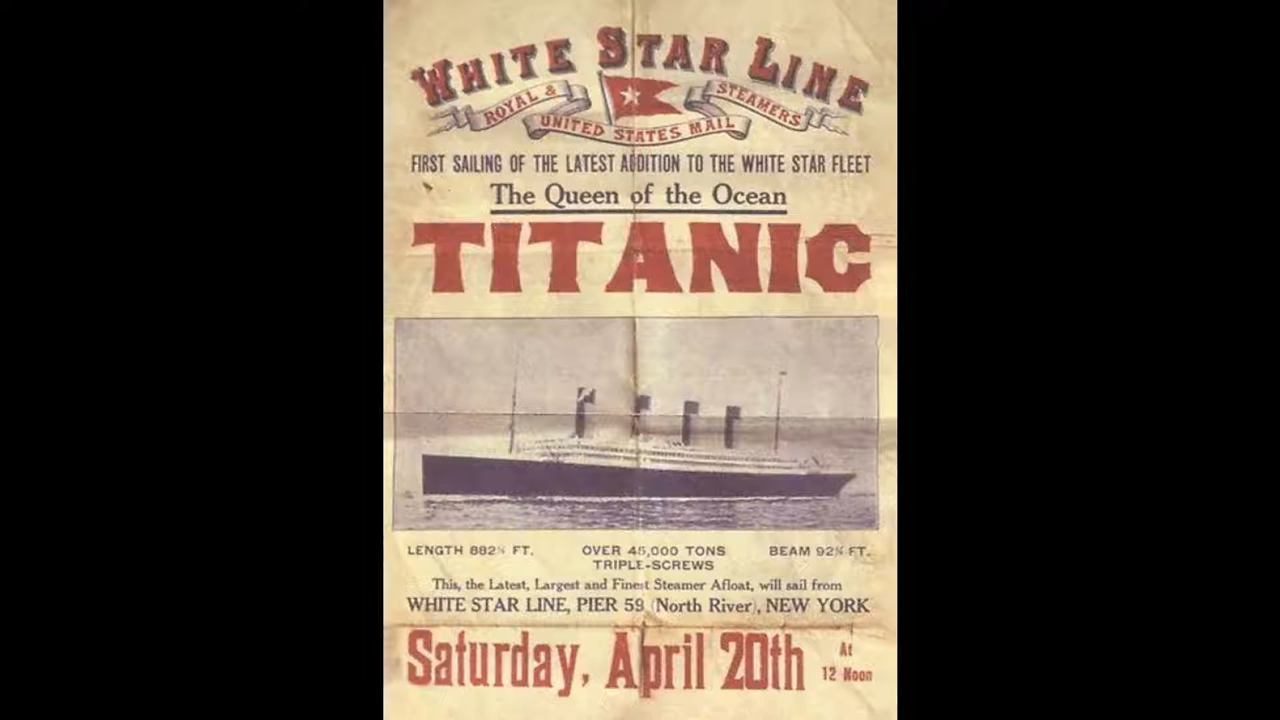 WHITE STAR LINE
ROYAL & UNITED STATES MAIL STEAMERS
FIRST SAILING OF THE LATEST ADDITION TO THE WHITE STAR FLEET
The Queen of the Ocean
TITANIC
LENGTH 882¾ FT. OVER 45,000 TONS BEAM 92½ FT.
TRIPLE-SCREWS
This, the Latest, Largest and Finest Steamer Afloat, will sail from
WHITE STAR LINE, PIER 59 (North River), NEW YORK
Saturday, April 20th At
12 Noon